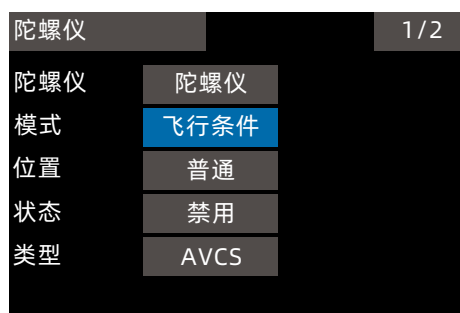 陀螺仪 1/2
陀螺仪 陀螺仪
模式 飞行条件
位置 普通
状态 禁用
类型 AVCS